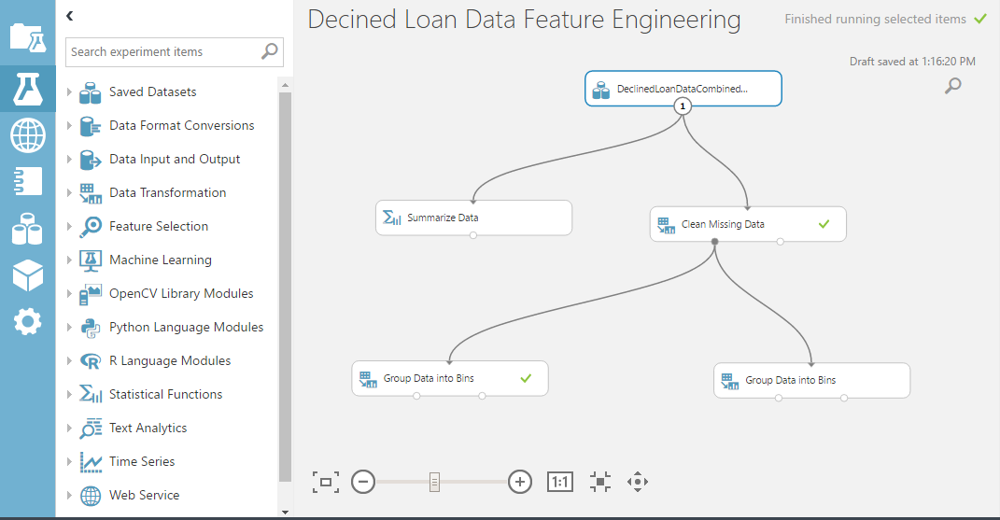 Decined Loan Data Feature Engineering
Finished running selected items
Draft saved at 1:16:20 PM
Search experiment items
Saved Datasets
Data Format Conversions
Data Input and Output
Data Transformation
Feature Selection
Machine Learning
OpenCV Library Modules
Python Language Modules
R Language Modules
Statistical Functions
Text Analytics
Time Series
Web Service
DeclinedLoanDataCombined...
1
Summarize Data
Clean Missing Data
Group Data into Bins
Group Data into Bins
1:1